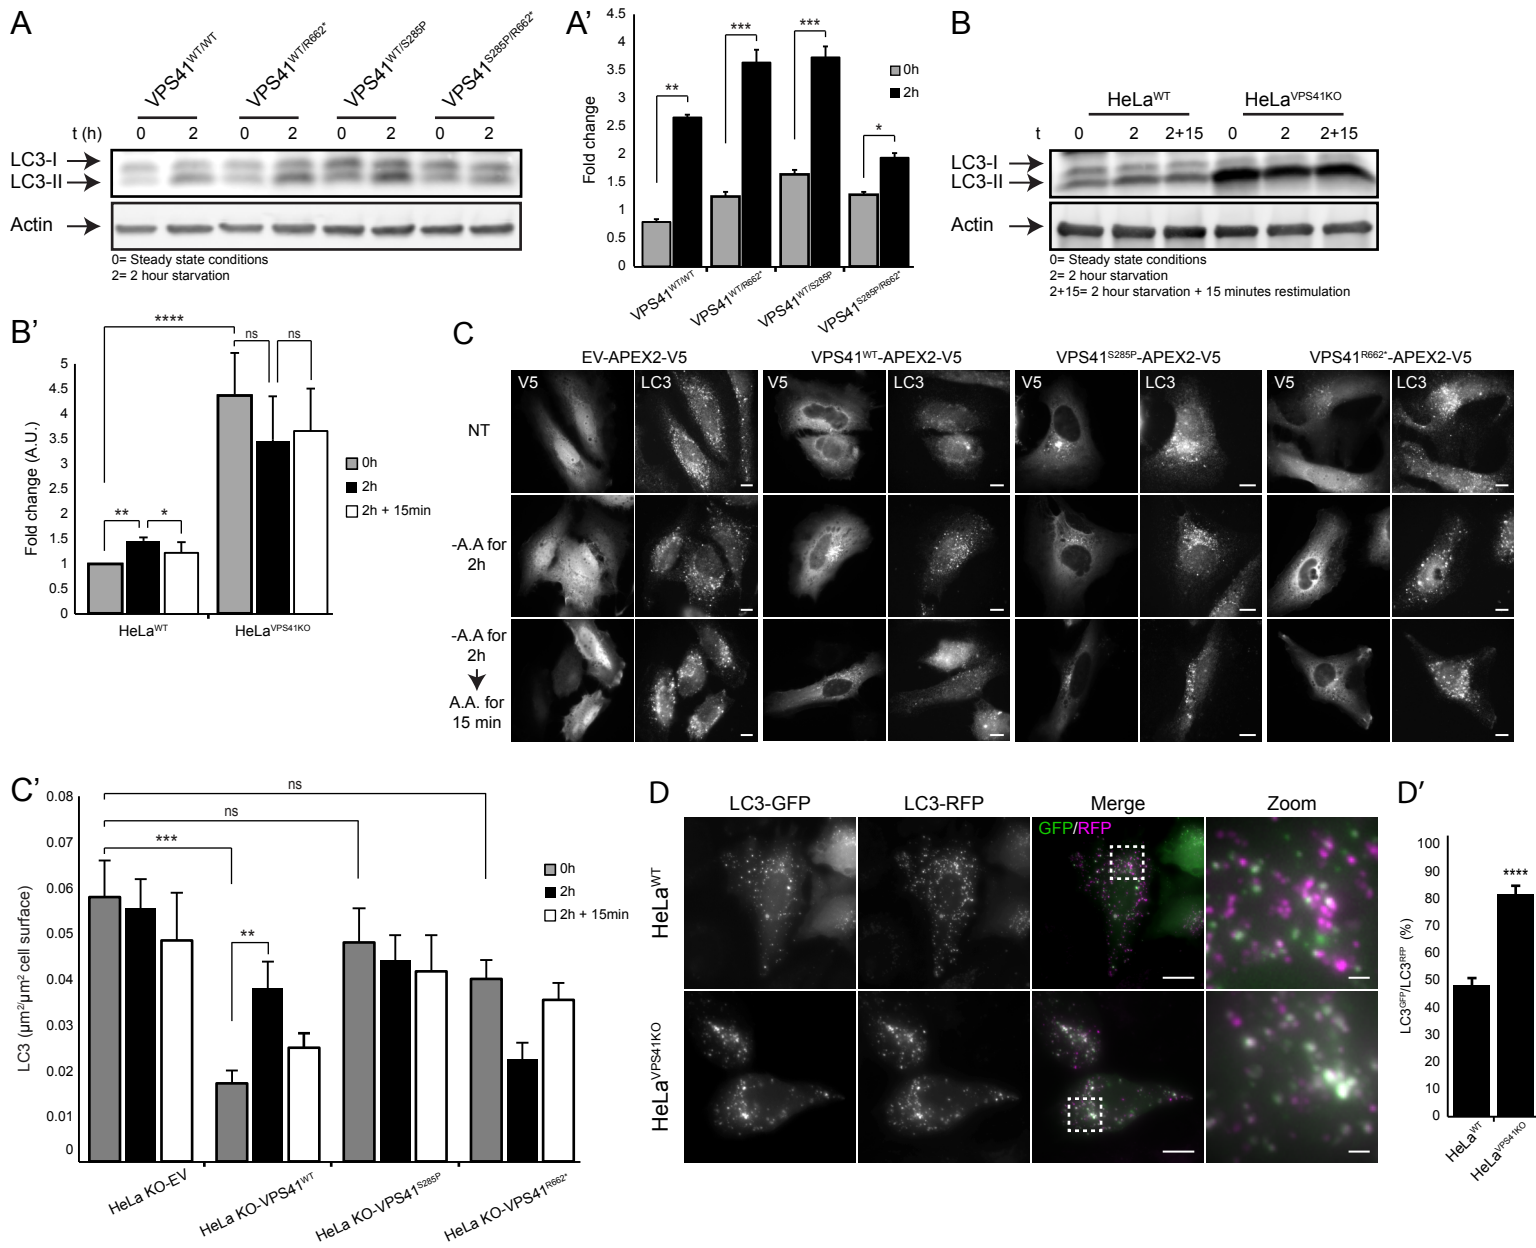 A
VPS41WT/WT
VPS41WT/R662*
VPS41WT/S285P
VPS41S285P/R662*
t (h) 0 2 0 2 0 2 0 2
LC3-I
LC3-II
Actin
0= Steady state conditions
2= 2 hour starvation
A'
Fold change
4.5
4
3.5
3
2.5
2
1.5
1
0.5
0
**
***
***
*
0h
2h
VPS41WT/WT
VPS41WT/R662*
VPS41WT/S285P
VPS41S285P/R662*
B
HeLaWT HeLaVPS41KO
t 0 2 2+15 0 2 2+15
LC3-I
LC3-II
Actin
0= Steady state conditions
2= 2 hour starvation
2+15= 2 hour starvation + 15 minutes restimulation
B'
Fold change (A.U.)
5
4.5
4
3.5
3
2.5
2
1.5
1
0.5
0
****
ns
ns
**
*
0h
2h
2h + 15min
HeLaWT
HeLaVPS41KO
C
EV-APEX2-V5
VPS41WT-APEX2-V5
VPS41S285P-APEX2-V5
VPS41R662*-APEX2-V5
V5 LC3 V5 LC3 V5 LC3 V5 LC3
NT
-A.A for
2h
-A.A for
2h
A.A. for
15 min
C'
LC3 (µm²/µm² cell surface)
0.08
0.07
0.06
0.05
0.04
0.03
0.02
0.01
0
ns
ns
***
**
0h
2h
2h + 15min
HeLa KO-EV
HeLa KO-VPS41WT
HeLa KO-VPS41S285P
HeLa KO-VPS41R662*
D
LC3-GFP LC3-RFP Merge Zoom
GFP/RFP
HeLaWT
HeLaVPS41KO
D'
LC3GFP/LC3RFP (%)
100
90
80
70
60
50
40
30
20
10
0
****
HeLaWT
HeLaVPS41KO